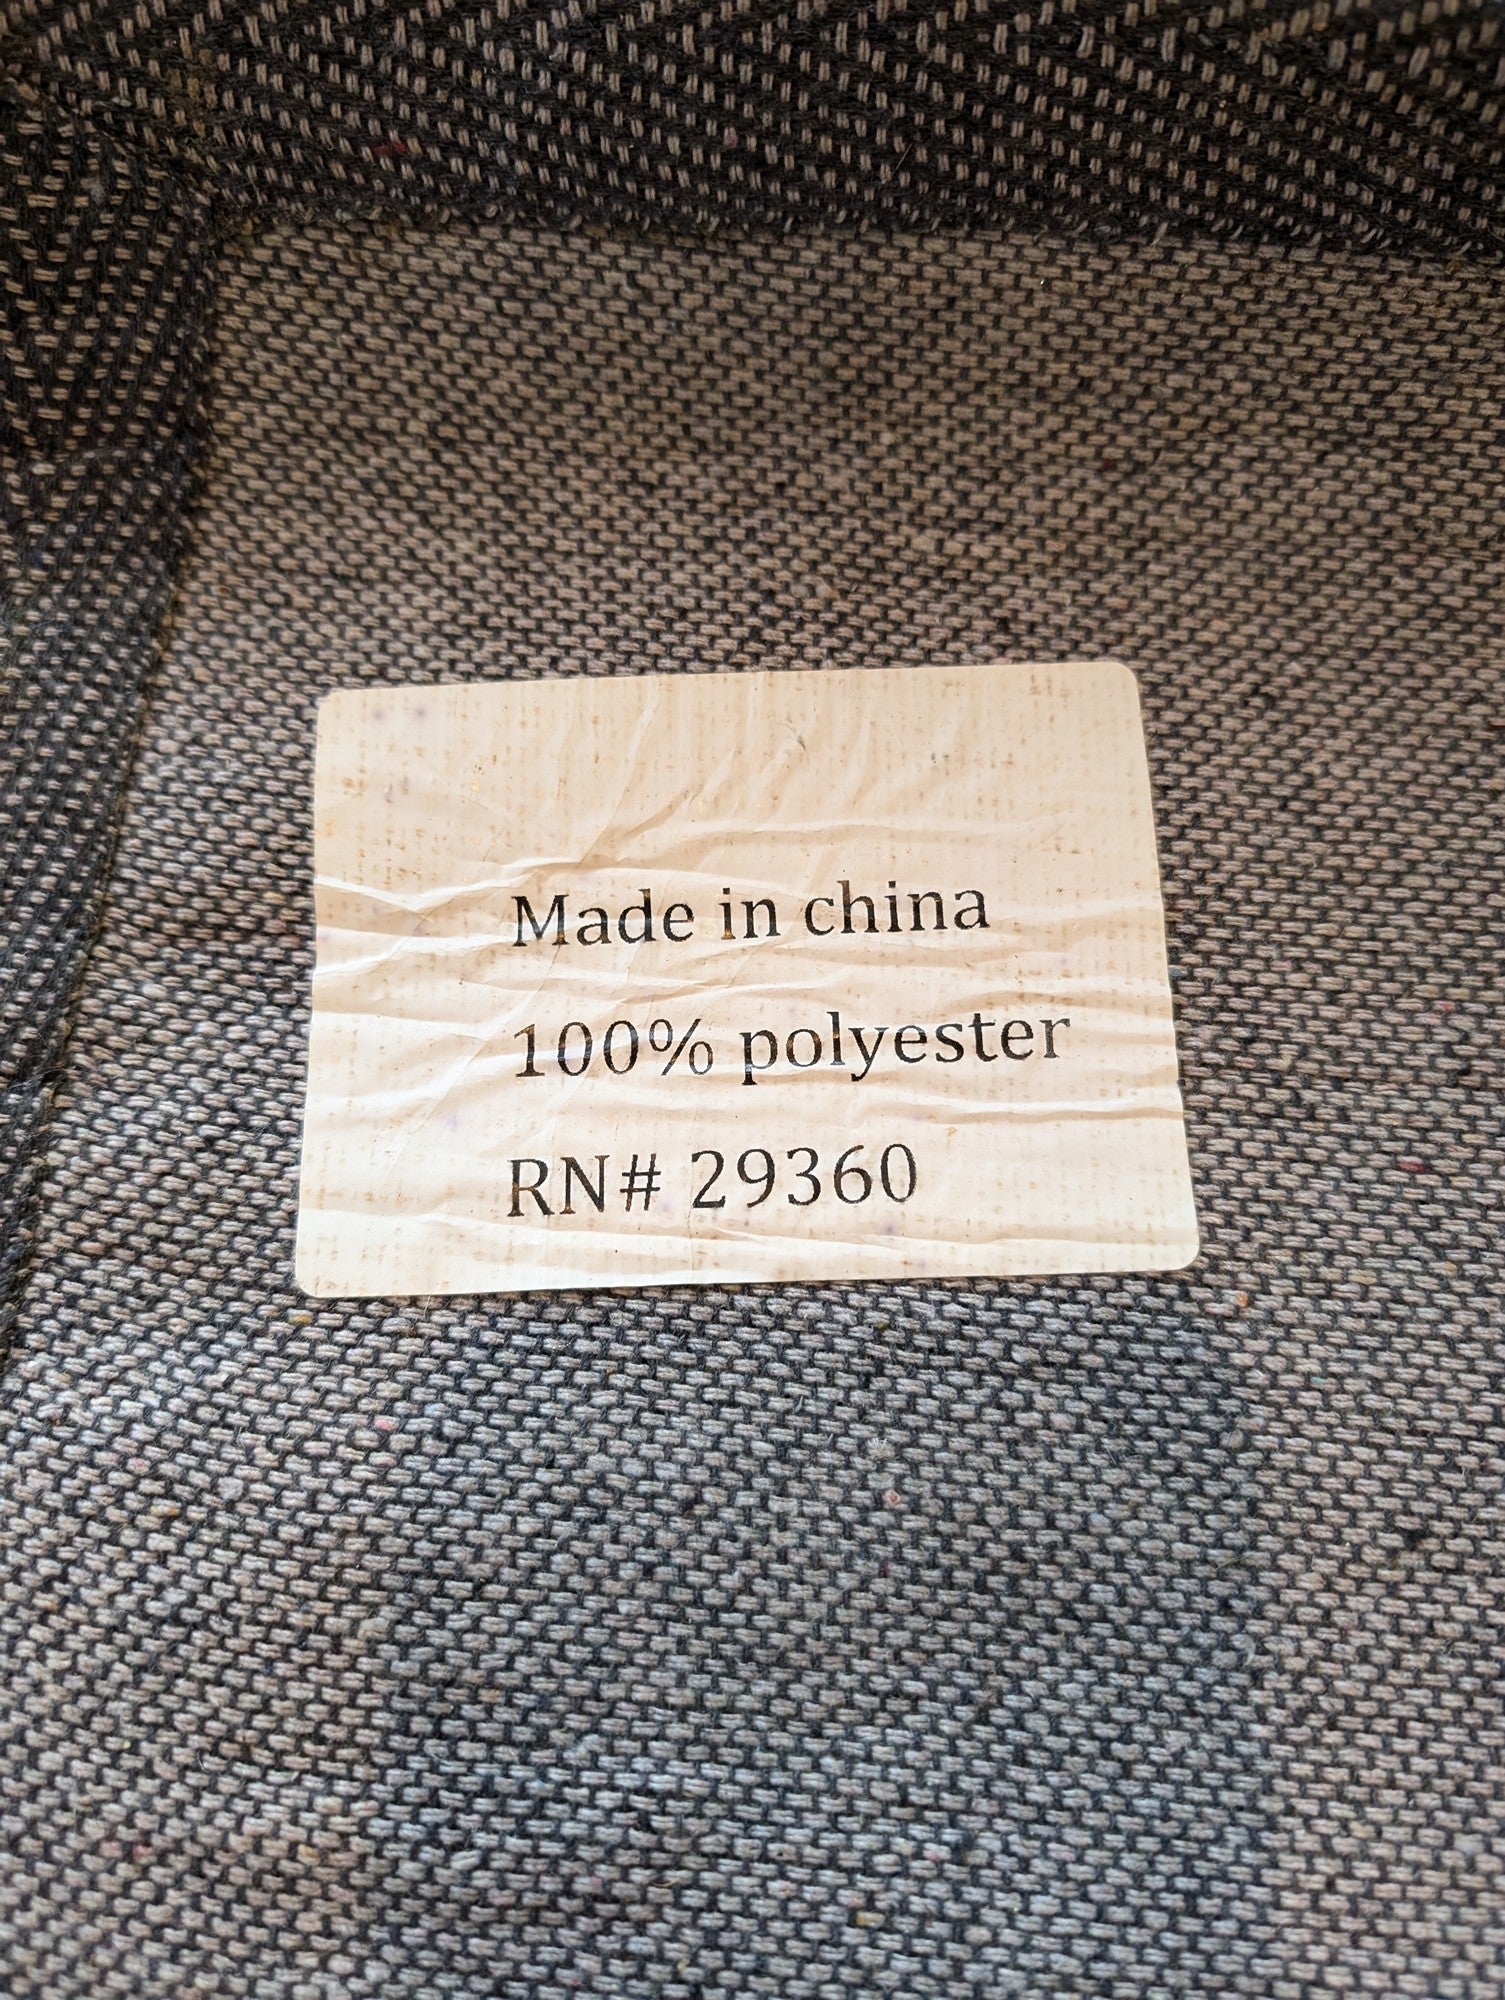 Made in china
100% polyester
RN# 29360